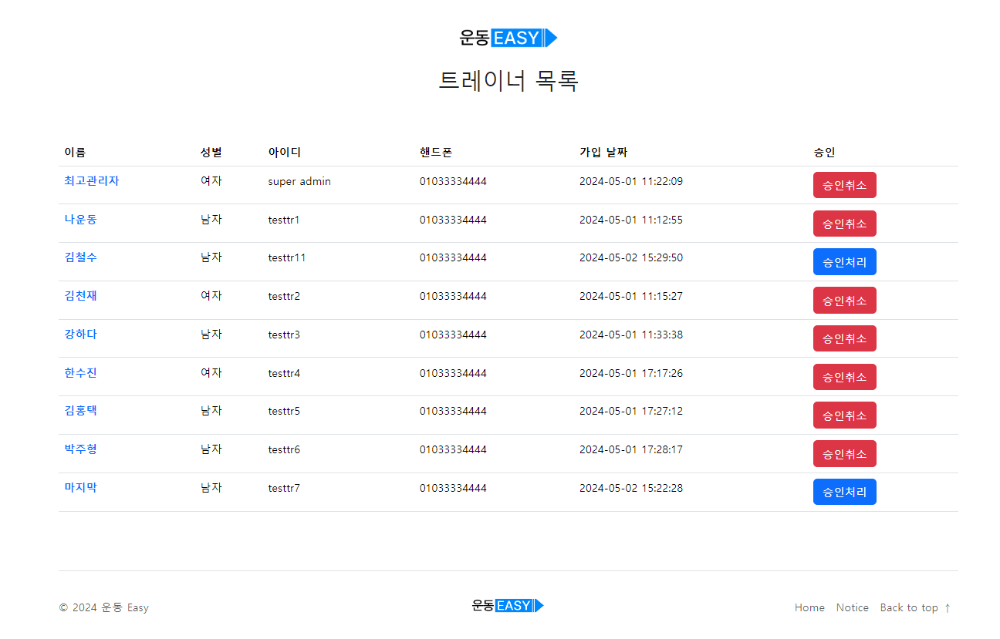 운동EASY
트레이너 목록
이름 성별 아이디 핸드폰 가입 날짜 승인
최고관리자 여자 super admin 01033334444 2024-05-01 11:22:09 승인취소
나운동 남자 testtr1 01033334444 2024-05-01 11:12:55 승인취소
김철수 남자 testtr11 01033334444 2024-05-02 15:29:50 승인처리
김천재 여자 testtr2 01033334444 2024-05-01 11:15:27 승인취소
강하다 남자 testtr3 01033334444 2024-05-01 11:33:38 승인취소
한수진 여자 testtr4 01033334444 2024-05-01 17:17:26 승인취소
김홍택 남자 testtr5 01033334444 2024-05-01 17:27:12 승인취소
박주형 남자 testtr6 01033334444 2024-05-01 17:28:17 승인취소
마지막 남자 testtr7 01033334444 2024-05-02 15:22:28 승인처리
© 2024 운동 Easy 운동EASY Home Notice Back to top ↑